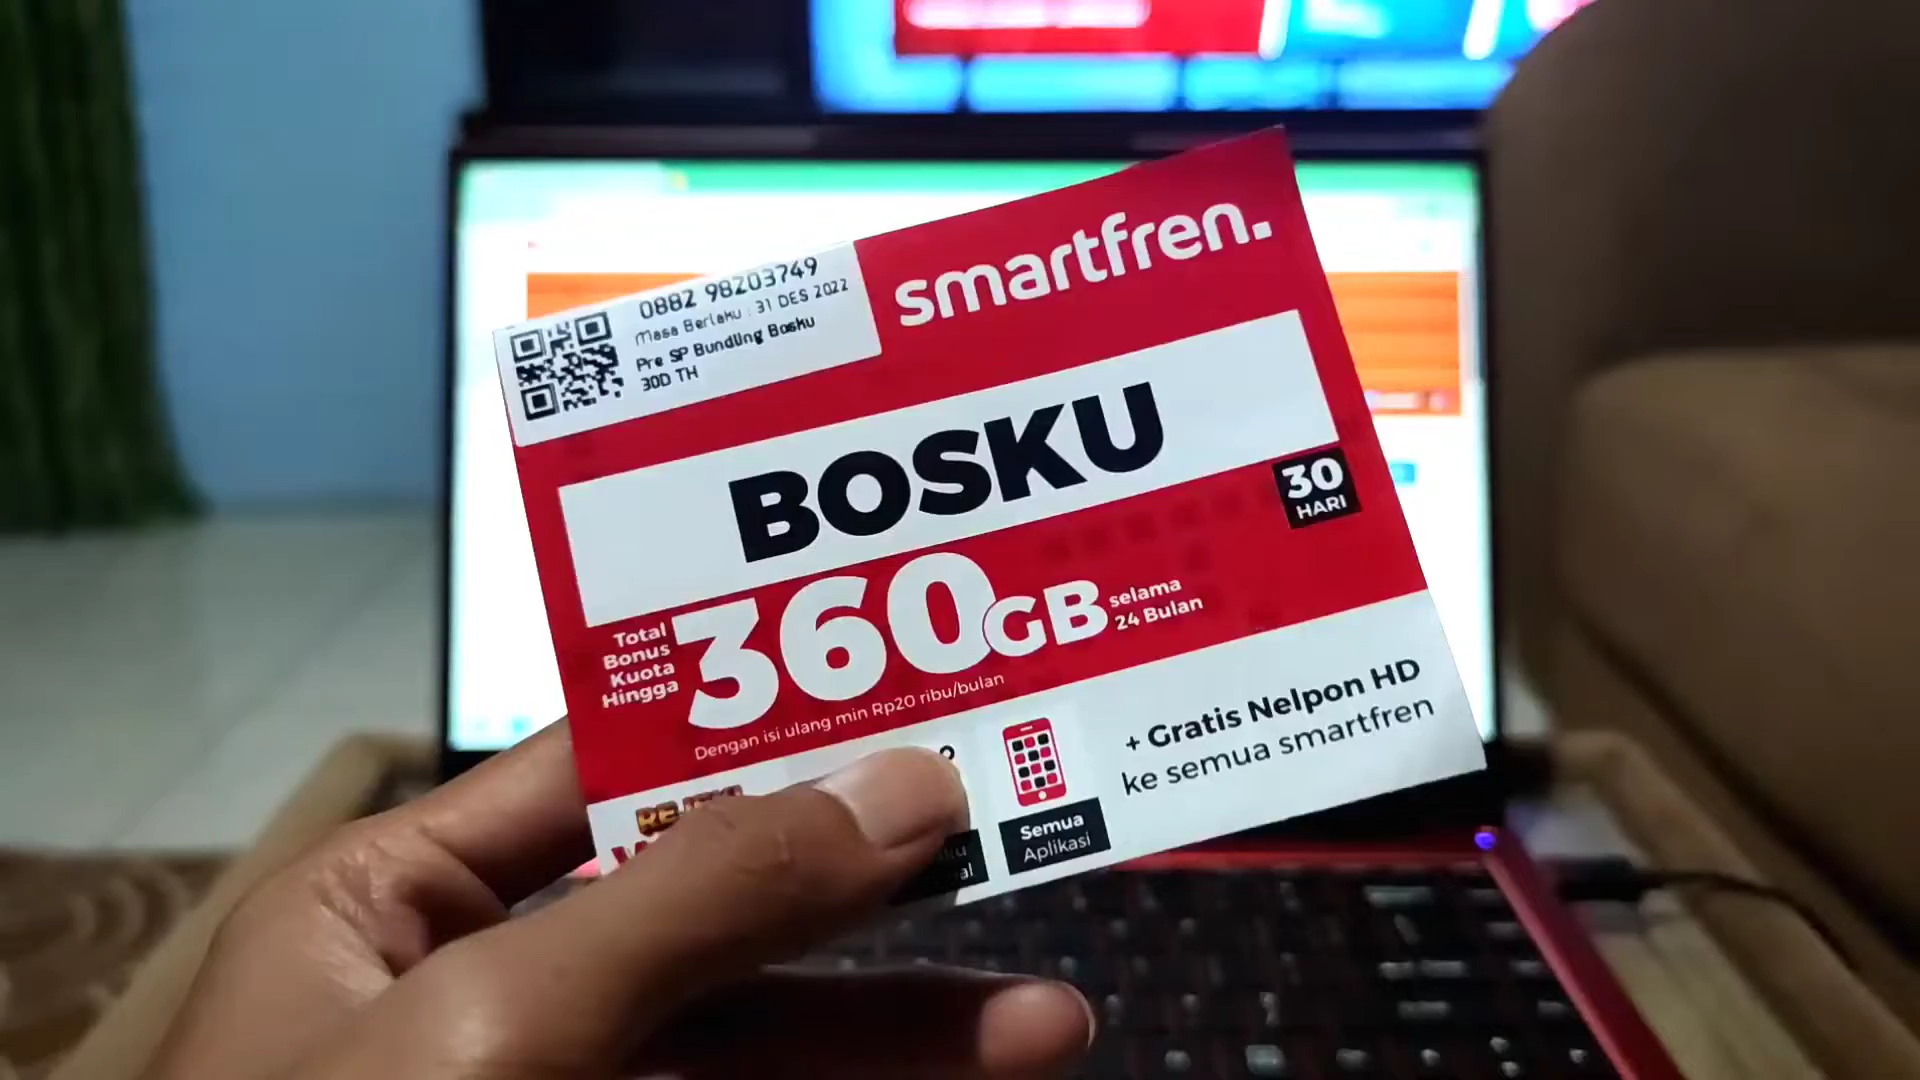 0882 98203749
Masa Berlaku : 31 DES 2022
Pre SP Bundling Bosku
30D TH
smartfren.
BOSKU
30
HARI
Total
Bonus
Kuota
Hingga
360GB
selama
24 Bulan
Dengan isi ulang min Rp20 ribu/bulan
+ Gratis Nelpon HD
ke semua smartfren
Semua
Aplikasi